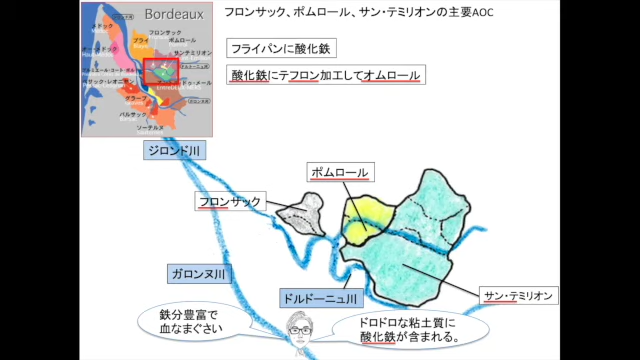 フロンサック、ポムロール、サン・テミリオンの主要AOC
Bordeaux
フライパンに酸化鉄
酸化鉄にテフロン加工してオムロール
メドック
ブライ
フロンサック
ポムロール
サンテミリオン
グラーブ
バルサック
ソーテルヌ
ジロンド川
ポムロール
フロンサック
ガロンヌ川
ドルドーニュ川
サン・テミリオン
鉄分豊富で
血なまぐさい
ドロドロな粘土質に
酸化鉄が含まれる。